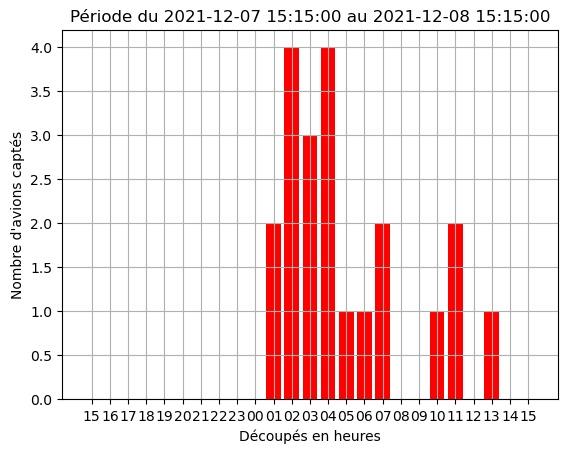 Période du 2021-12-07 15:15:00 au 2021-12-08 15:15:00
Nombre d'avions captés
4.0
3.5
3.0
2.5
2.0
1.5
1.0
0.5
0.0
15 16 17 18 19 20 21 22 23 00 01 02 03 04 05 06 07 08 09 10 11 12 13 14 15
Découpés en heures